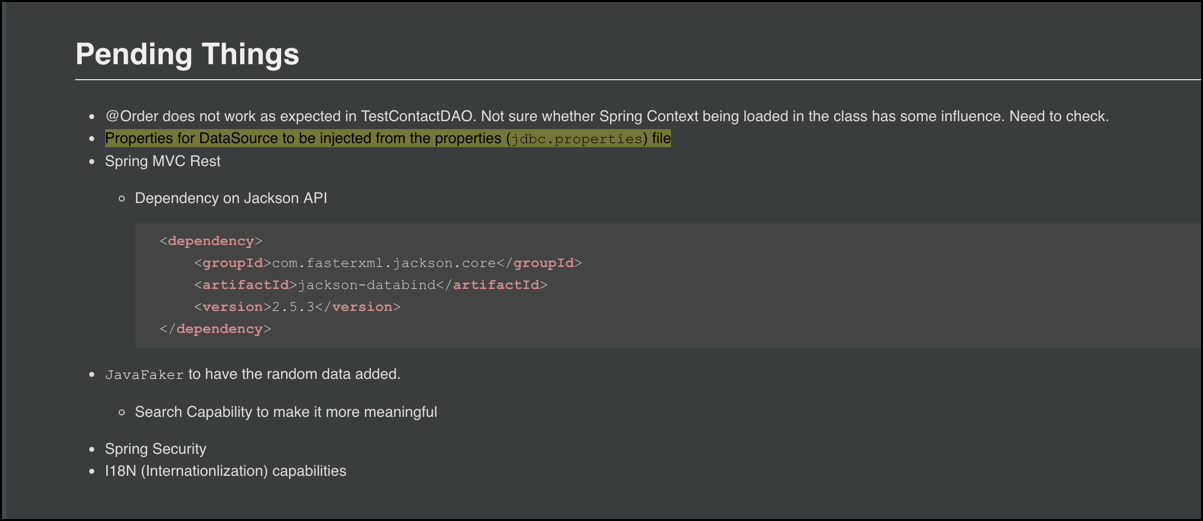 Pending Things
@Order does not work as expected in TestContactDAO. Not sure whether Spring Context being loaded in the class has some influence. Need to check.
Properties for DataSource to be injected from the properties (jdbc.properties) file
Spring MVC Rest
Dependency on Jackson API
<dependency>
    <groupId>com.fasterxml.jackson.core</groupId>
    <artifactId>jackson-databind</artifactId>
    <version>2.5.3</version>
</dependency>
JavaFaker to have the random data added.
Search Capability to make it more meaningful
Spring Security
I18N (Internationlization) capabilities